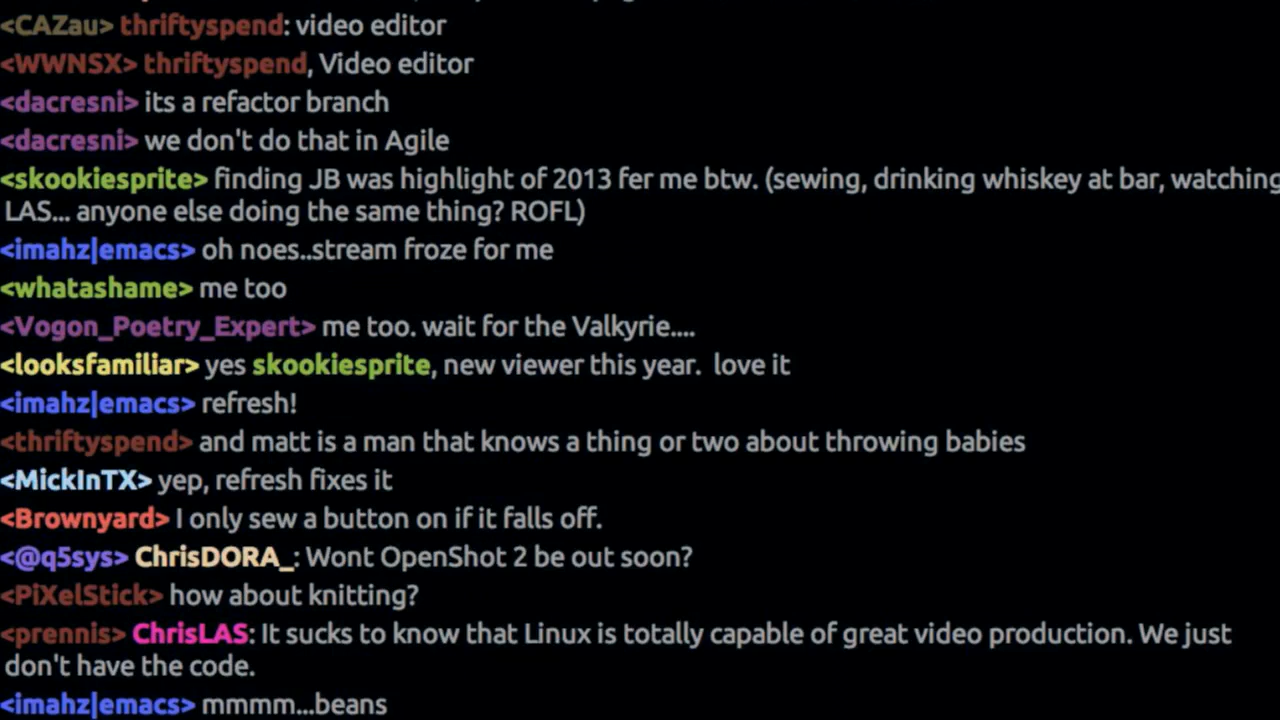 <CAZau> thriftyspend: video editor
<WWNSX> thriftyspend, Video editor
<dacresni> its a refactor branch
<dacresni> we don't do that in Agile
<skookiesprite> finding JB was highlight of 2013 fer me btw. (sewing, drinking whiskey at bar, watching
LAS... anyone else doing the same thing? ROFL)
<imahz|emacs> oh noes..stream froze for me
<whatashame> me too
<Vogon_Poetry_Expert> me too. wait for the Valkyrie....
<looksfamiliar> yes skookiesprite, new viewer this year.  love it
<imahz|emacs> refresh!
<thriftyspend> and matt is a man that knows a thing or two about throwing babies
<MickInTX> yep, refresh fixes it
<Brownyard> I only sew a button on if it falls off.
<@q5sys> ChrisDORA_: Wont OpenShot 2 be out soon?
<PiXelStick> how about knitting?
<prennis> ChrisLAS: It sucks to know that Linux is totally capable of great video production. We just
don't have the code.
<imahz|emacs> mmmm...beans